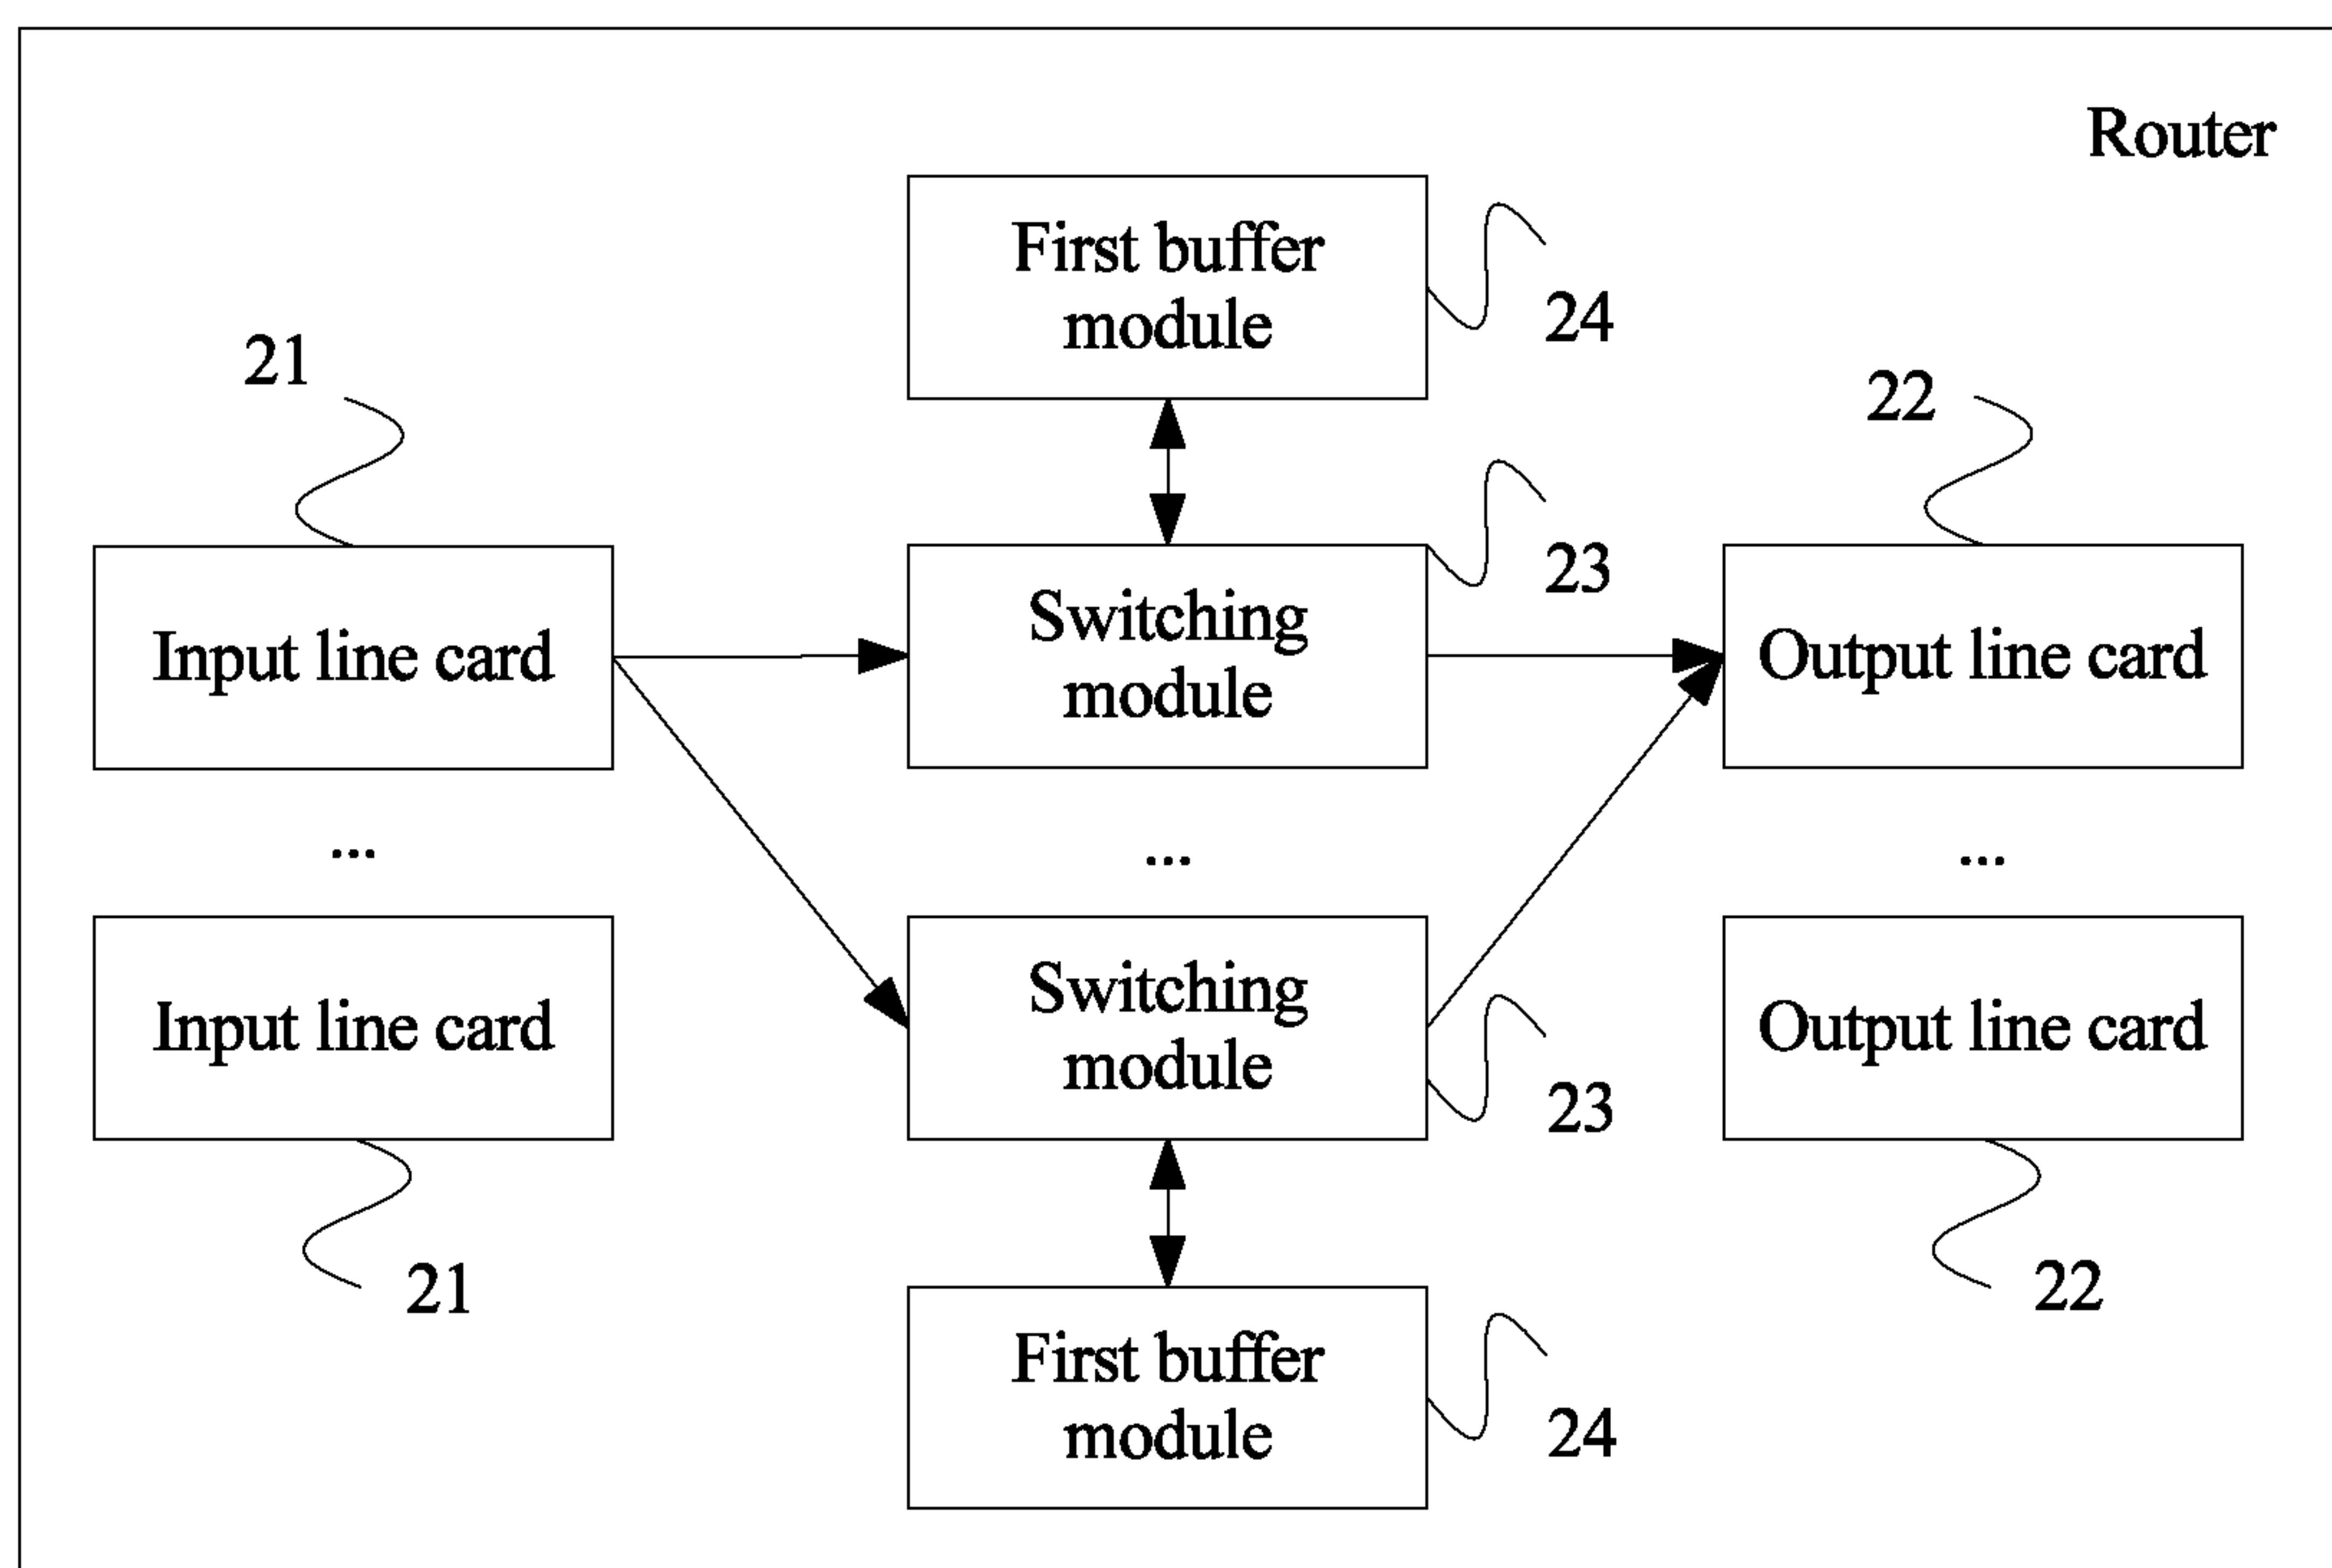 Router
First buffer
module
24
21
22
23
Input line card
Switching
module
Output line card
...
...
...
Input line card
Switching
module
Output line card
23
21
22
First buffer
module
24